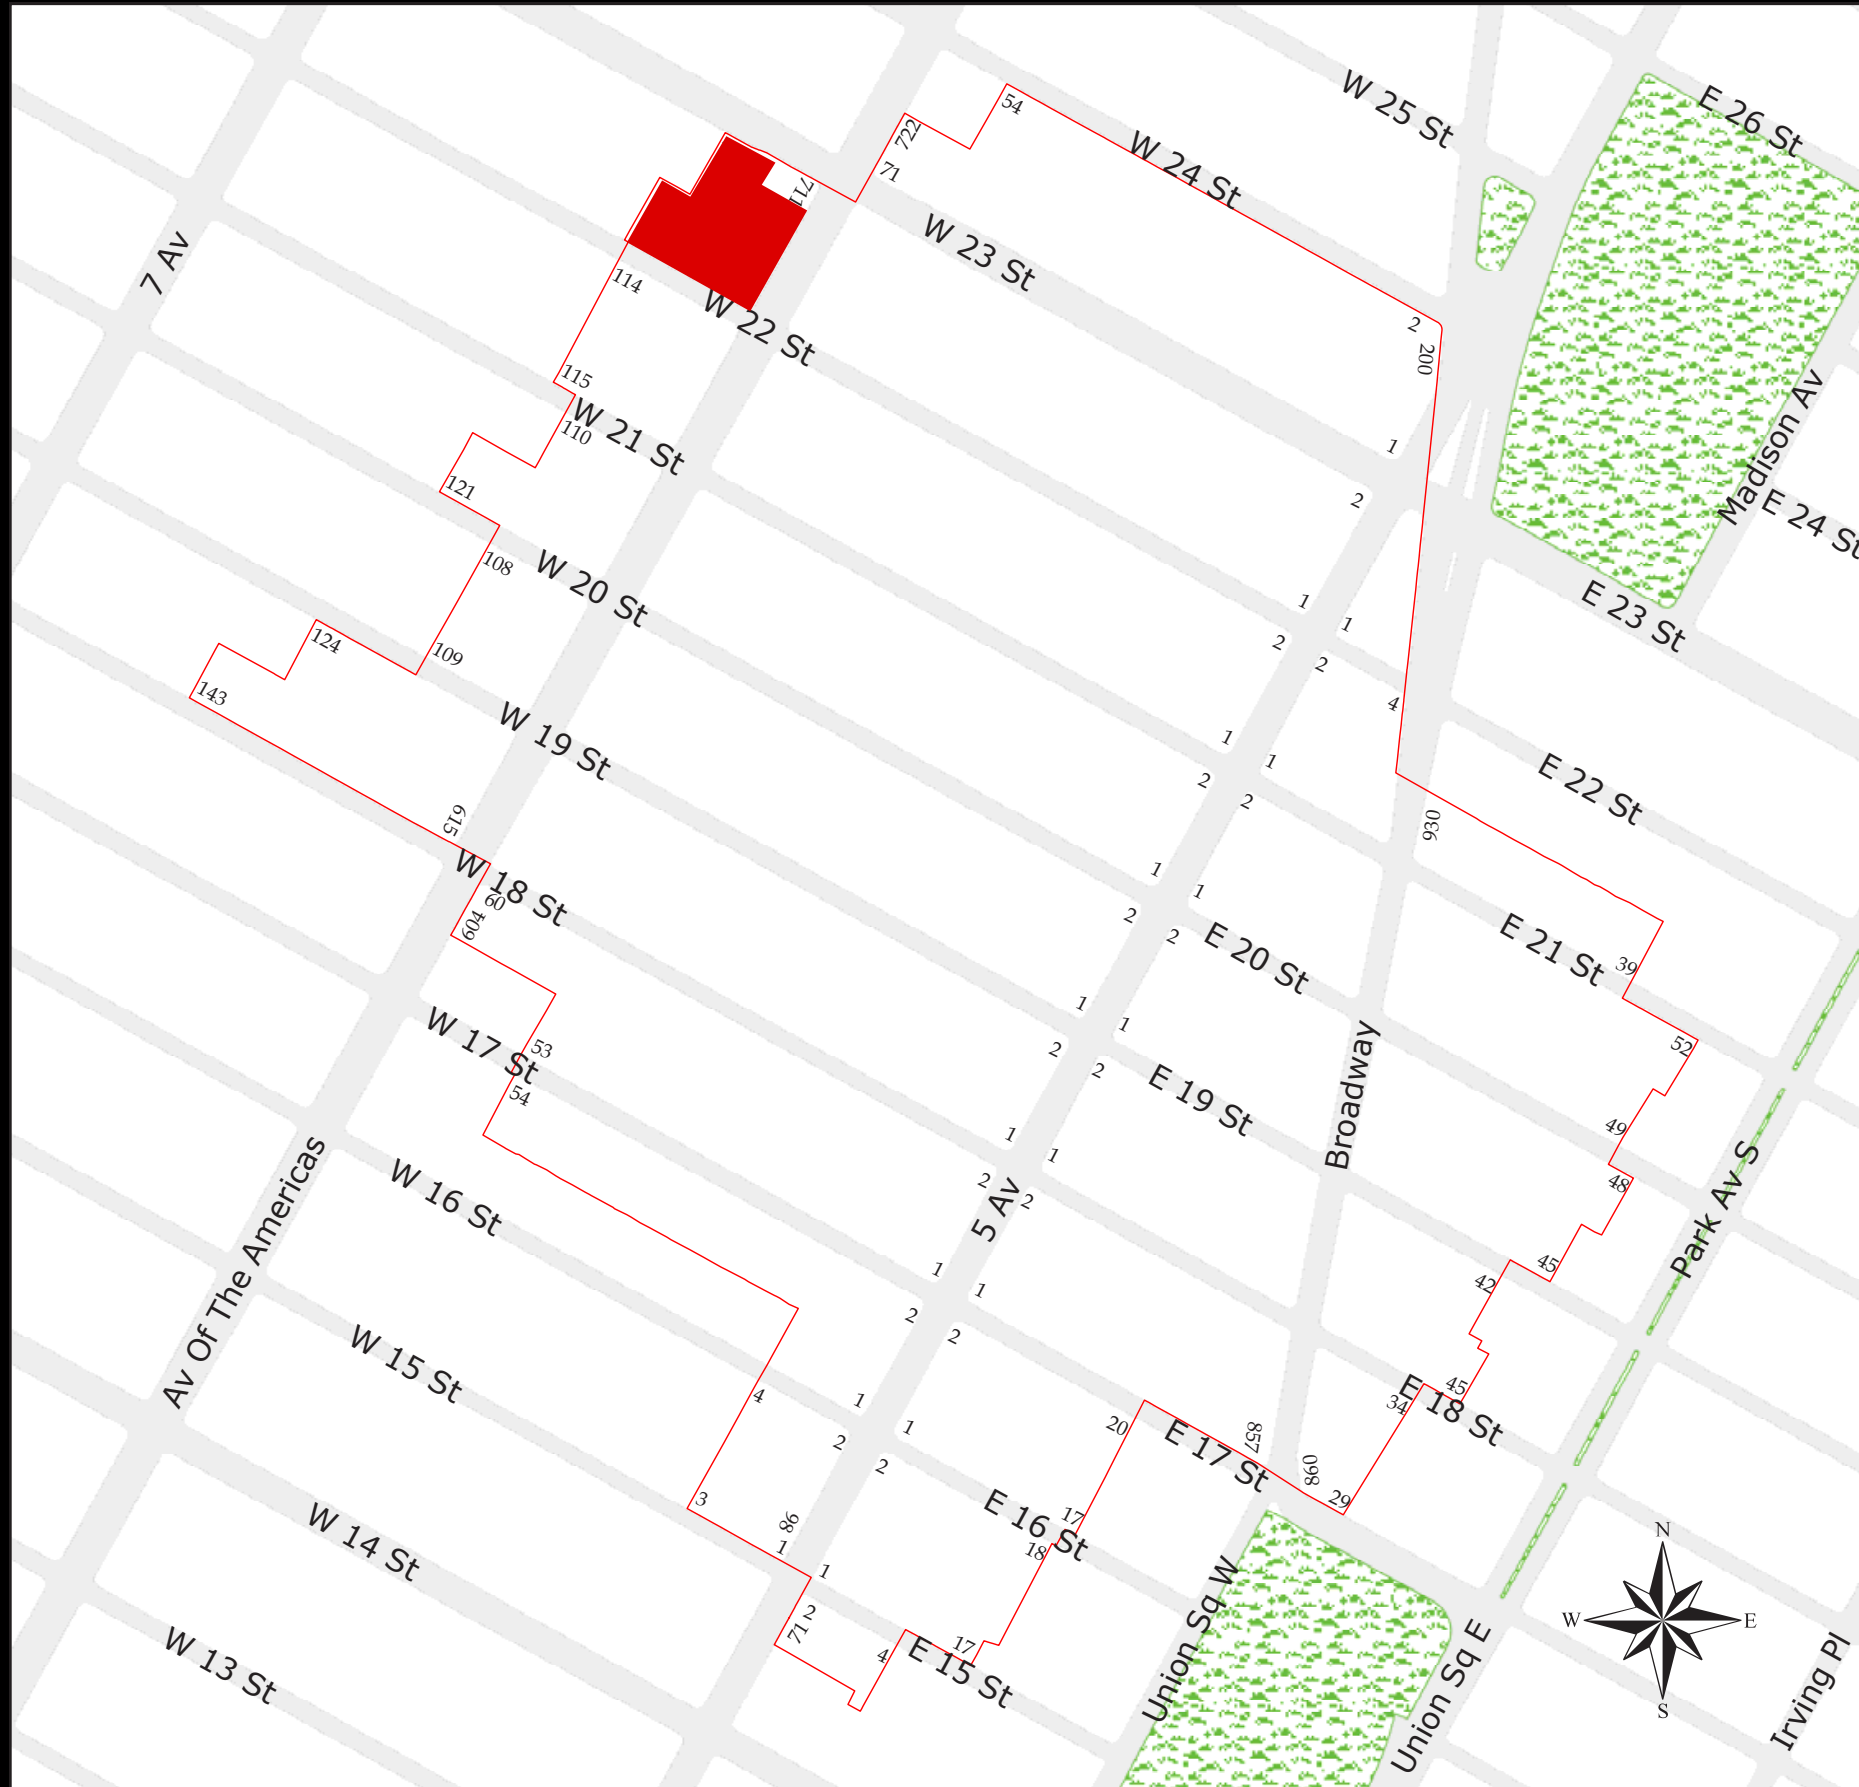 W 25 St
E 26 St
54
722
W 24 St
71
711
W 23 St
7 Av
114
W 22 St
2
200
115
W 21 St
110
1
Madison Av
E 24 St
121
2
108
W 20 St
1
1
E 23 St
124
109
2
2
143
4
W 19 St
1
1
E 22 St
2
2
615
930
W 18 St
60
604
1
1
2
2
E 20 St
E 21 St
39
W 17 St
53
54
1
1
2
2
52
E 19 St
Broadway
49
48
Park Av S
1
1
2
2
5 Av
W 16 St
Av Of The Americas
1
1
2
2
45
42
W 15 St
4
1
1
2
2
20
E 17 St
857
860
45
34
E 18 St
29
3
98
1
1
W 14 St
E 16 St
17
18
2
71
4
17
E 15 St
W 13 St
Union Sq W
Union Sq E
Irving Pl
N
W
E
S